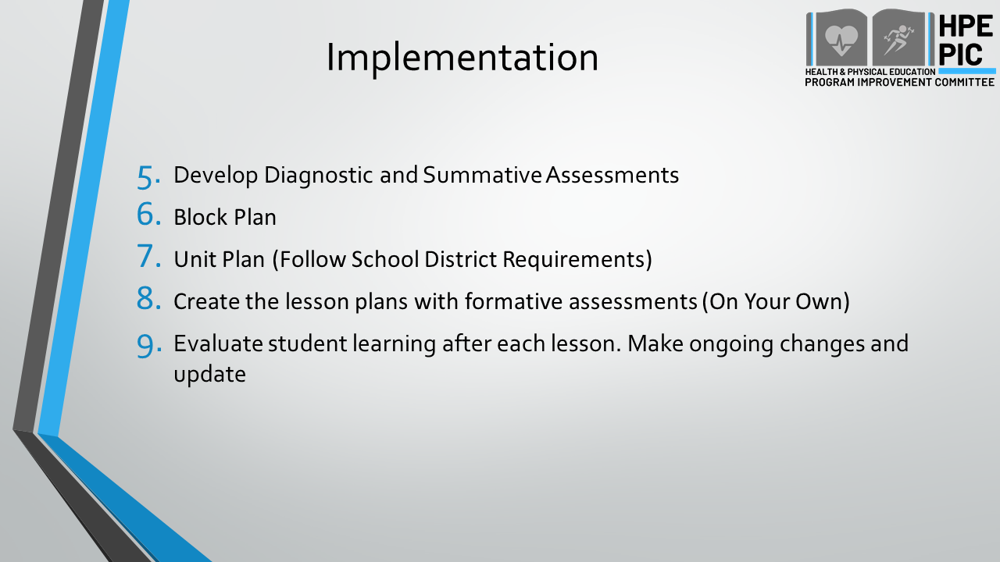 Implementation
HPE
PIC
HEALTH & PHYSICAL EDUCATION
PROGRAM IMPROVEMENT COMMITTEE
5. Develop Diagnostic and Summative Assessments
6. Block Plan
7. Unit Plan (Follow School District Requirements)
8. Create the lesson plans with formative assessments (On Your Own)
9. Evaluate student learning after each lesson. Make ongoing changes and
update